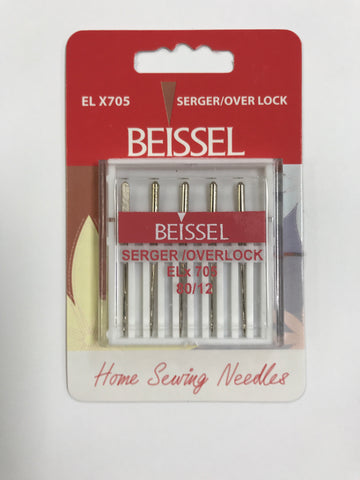 EL X705 SERGER/OVER LOCK
BEISSEL
BEISSEL
SERGER /OVERLOCK
ELx 705
80/12
Home Sewing Needles